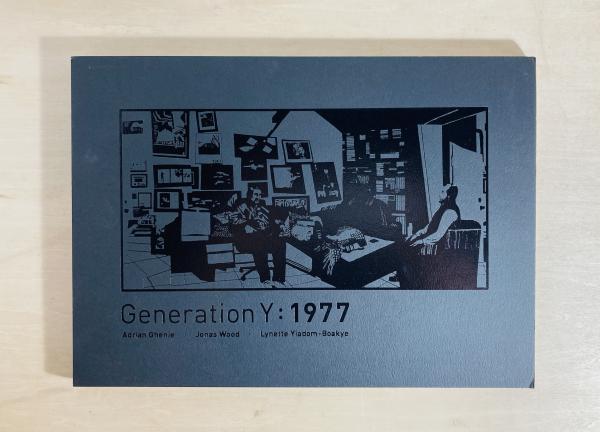 Generation Y: 1977
Adrian Ghenie · Jonas Wood · Lynette Yiadom-Boakye